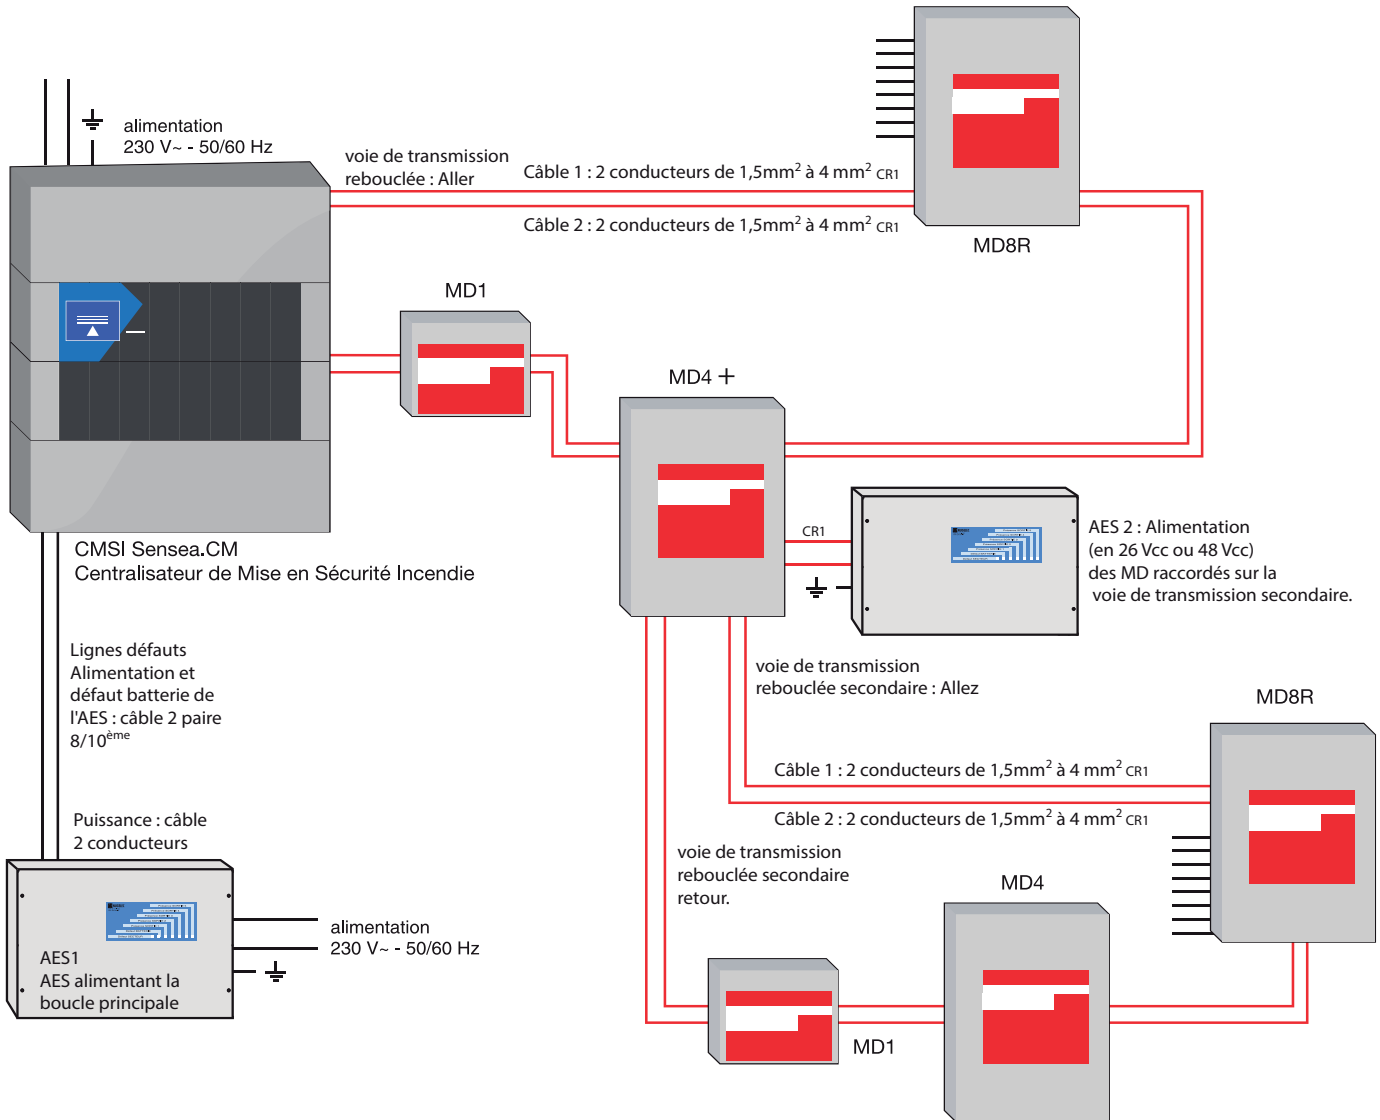 alimentation
230 V~ - 50/60 Hz
voie de transmission
rebouclée : Aller
Câble 1 : 2 conducteurs de 1,5mm² à 4 mm² CR1
Câble 2 : 2 conducteurs de 1,5mm² à 4 mm² CR1
MD8R
MD1
MD4 +
CMSI Sensea.CM
Centralisateur de Mise en Sécurité Incendie
CR1
AES 2 : Alimentation
(en 26 Vcc ou 48 Vcc)
des MD raccordés sur la
voie de transmission secondaire.
Lignes défauts
Alimentation et
défaut batterie de
l'AES : câble 2 paire
8/10ème
voie de transmission
rebouclée secondaire : Allez
MD8R
Câble 1 : 2 conducteurs de 1,5mm² à 4 mm² CR1
Câble 2 : 2 conducteurs de 1,5mm² à 4 mm² CR1
Puissance : câble
2 conducteurs
voie de transmission
rebouclée secondaire
retour.
MD4
alimentation
230 V~ - 50/60 Hz
AES1
AES alimentant la
boucle principale
MD1